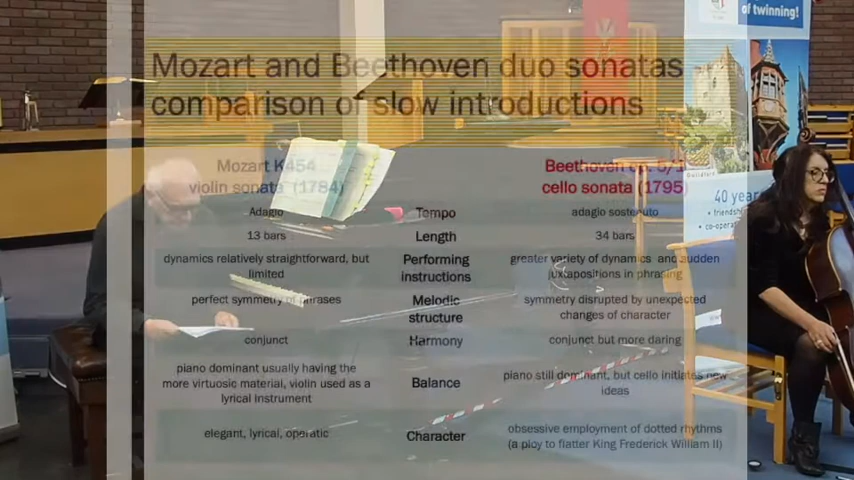 of twinning!
Mozart and Beethoven duo sonatas
comparison of slow introductions
Mozart K454
violin sonata (1784)
Beethoven op. 5/1
cello sonata (1795)
Adagio
Tempo
adagio sostenuto
13 bars
Length
34 bars
dynamics relatively straightforward, but
limited
Performing
instructions
greater variety of dynamics and sudden
juxtapositions in phrasing
perfect symmetry of phrases
Melodic
structure
symmetry disrupted by unexpected
changes of character
conjunct
Harmony
conjunct but more daring
piano dominant usually having the
more virtuosic material, violin used as a
lyrical instrument
Balance
piano still dominant, but cello initiates new
ideas
elegant, lyrical, operatic
Character
obsessive employment of dotted rhythms
(a ploy to flatter King Frederick William II)
40 years